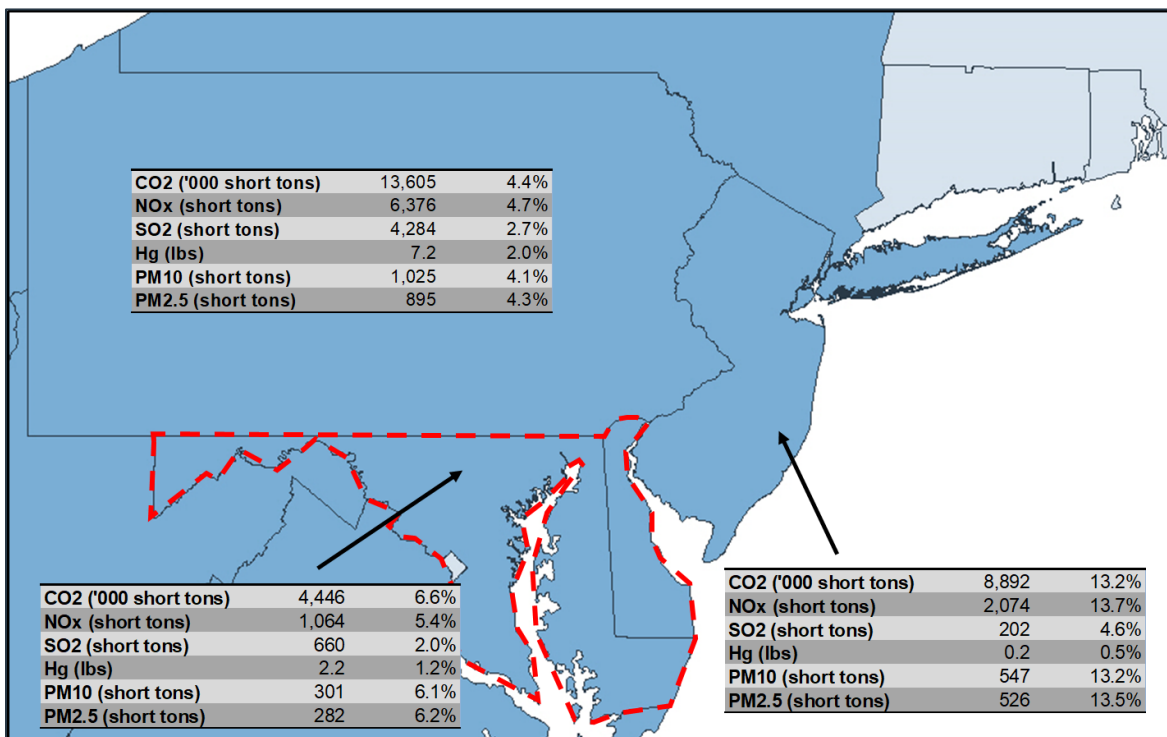 CO2 ('000 short tons) 13,605 4.4%
NOx (short tons) 6,376 4.7%
SO2 (short tons) 4,284 2.7%
Hg (lbs) 7.2 2.0%
PM10 (short tons) 1,025 4.1%
PM2.5 (short tons) 895 4.3%
CO2 ('000 short tons) 4,446 6.6%
NOx (short tons) 1,064 5.4%
SO2 (short tons) 660 2.0%
Hg (lbs) 2.2 1.2%
PM10 (short tons) 301 6.1%
PM2.5 (short tons) 282 6.2%
CO2 ('000 short tons) 8,892 13.2%
NOx (short tons) 2,074 13.7%
SO2 (short tons) 202 4.6%
Hg (lbs) 0.2 0.5%
PM10 (short tons) 547 13.2%
PM2.5 (short tons) 526 13.5%